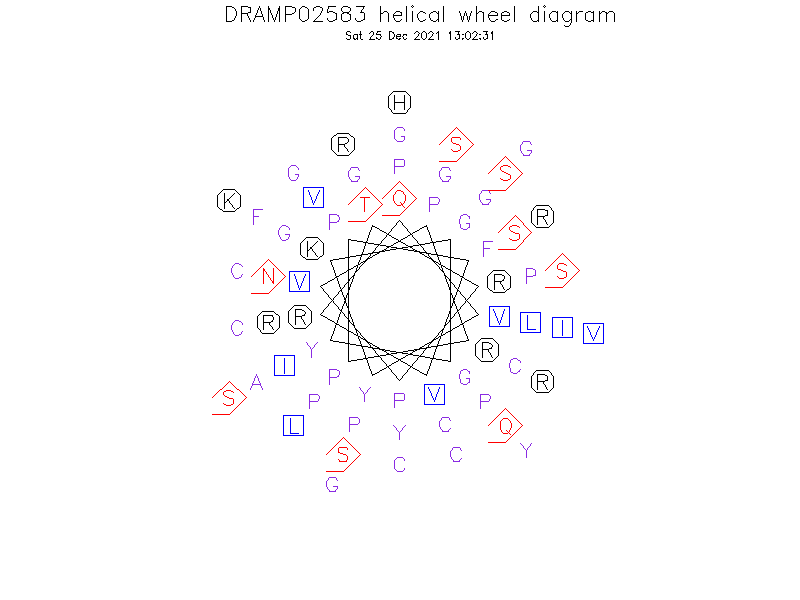 DRAMP02583 helical wheel diagram
Sat 25 Dec 2021 13:02:31
H
G S G
R
P
G G G S
V K
T Q P G
P G S R
F
G K F
C N V R P S
C R R V L I V
Y R
I G C R
A P
S P Y P V P
L P Y C Q
S C C Y
G